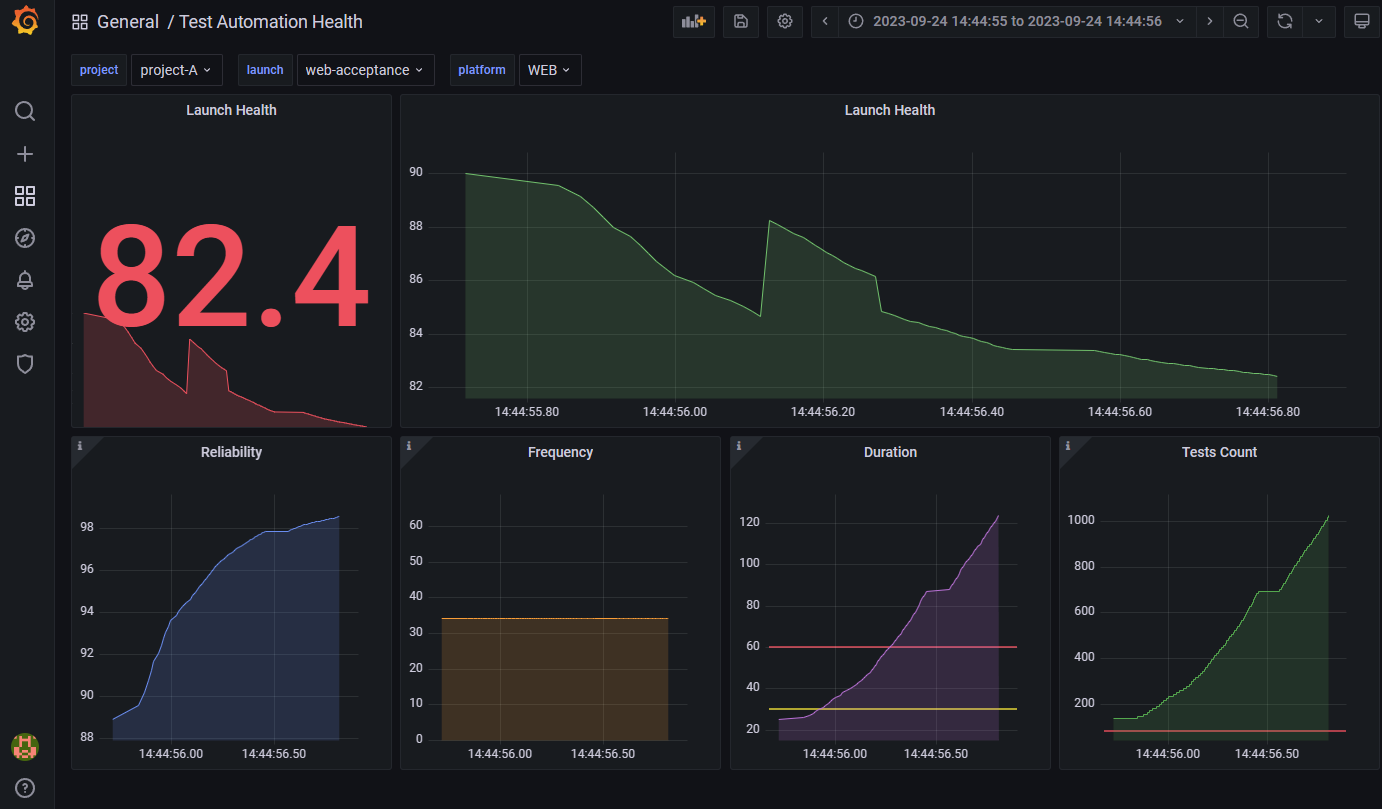 General / Test Automation Health
2023-09-24 14:44:55 to 2023-09-24 14:44:56
project project-A launch web-acceptance platform WEB
Launch Health
82.4
Launch Health
90
88
86
84
82
14:44:55.80 14:44:56.00 14:44:56.20 14:44:56.40 14:44:56.60 14:44:56.80
i
Reliability
98
96
94
92
90
88
14:44:56.00 14:44:56.50
i
Frequency
60
50
40
30
20
10
0
14:44:56.00 14:44:56.50
i
Duration
120
100
80
60
40
20
14:44:56.00 14:44:56.50
i
Tests Count
1000
800
600
400
200
14:44:56.00 14:44:56.50
?